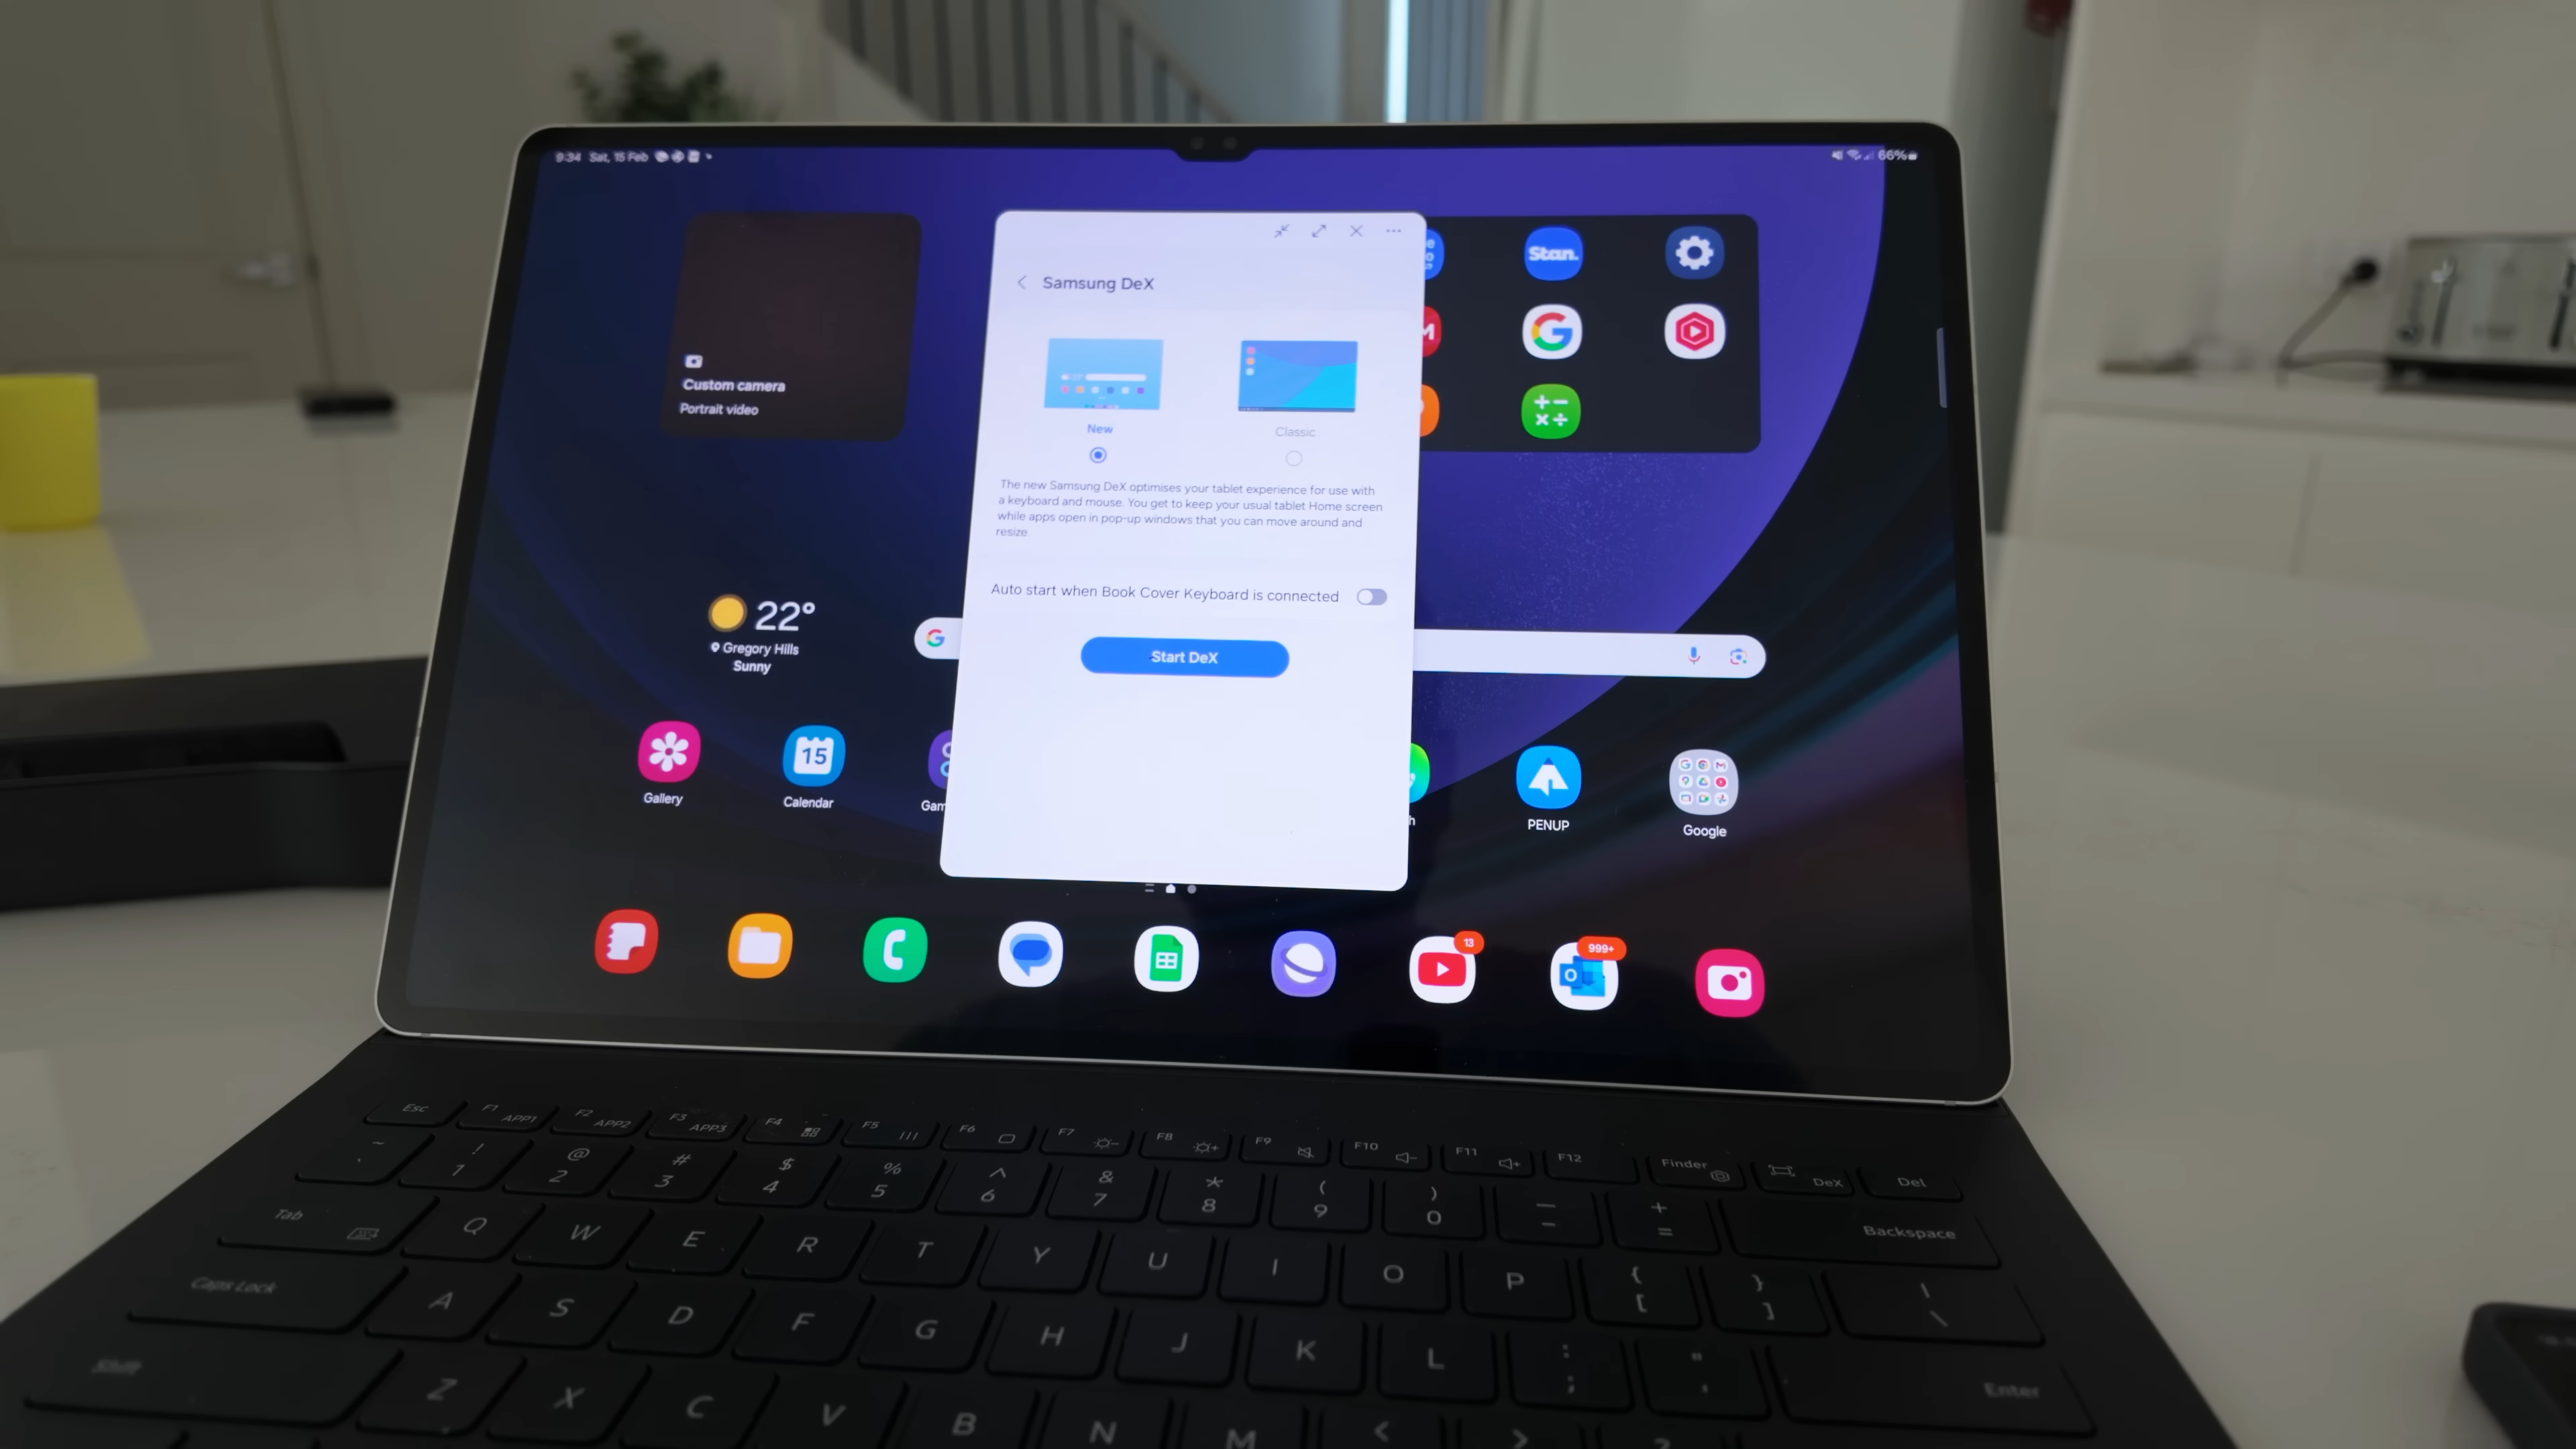 9:34 Sat, 15 Feb
66%
Samsung DeX
Stan.
Custom camera
Portrait video
New
Classic
The new Samsung DeX optimises your tablet experience for use with
a keyboard and mouse. You get to keep your usual tablet Home screen
while apps open in pop-up windows that you can move around and
resize.
Auto start when Book Cover Keyboard is connected
22°
Gregory Hills
Sunny
Start DeX
15
Gallery
Calendar
Gam
h
PENUP
Google
13
999+
Esc F1 APP1 F2 APP2 F3 APP3 F4 F5 F6 F7 F8 F9 F10 F11 F12 Finder DeX Del
~ ` ! 1 @ 2 # 3 $ 4 % 5 ^ 6 & 7 * 8 ( 9 ) 0 — - + = Backspace
Tab Q W E R T Y U I O P { [ } ] | \
Caps Lock A S D F G H J K L : ; " ' Enter
Shift Z X C V B N M < > ?